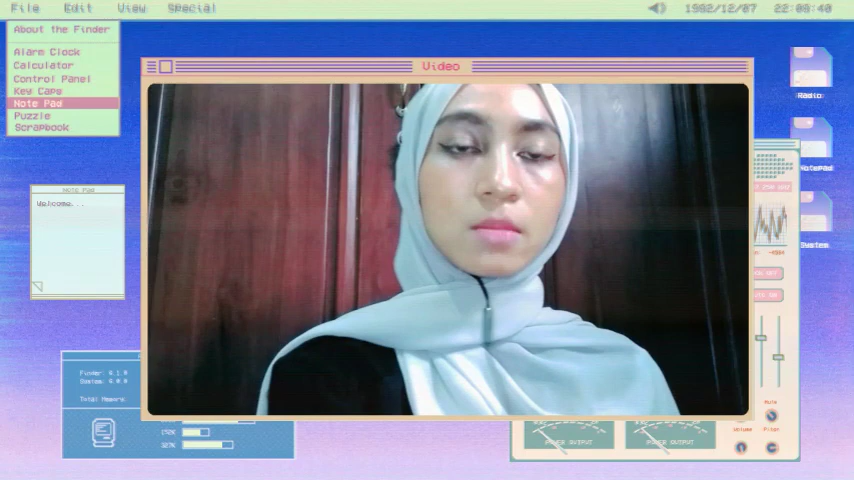 File Edit View Special
1982/12/07 22:08:40
About the Finder
Alarm Clock
Calculator
Control Panel
Key Caps
Note Pad
Puzzle
Scrapbook
Video
Radio
Notepad
System
Note Pad
Welcome...
Total Memory:
POWER OUTPUT
POWER OUTPUT
Mute
Volume